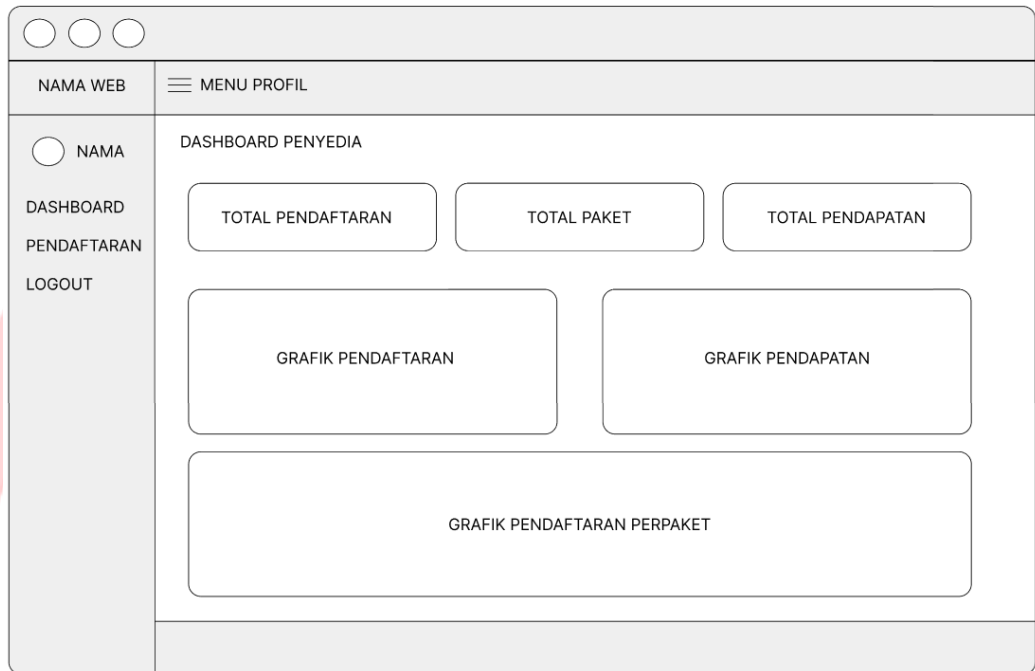 NAMA WEB
MENU PROFIL
NAMA
DASHBOARD
PENDAFTARAN
LOGOUT
DASHBOARD PENYEDIA
TOTAL PENDAFTARAN
TOTAL PAKET
TOTAL PENDAPATAN
GRAFIK PENDAFTARAN
GRAFIK PENDAPATAN
GRAFIK PENDAFTARAN PERPAKET